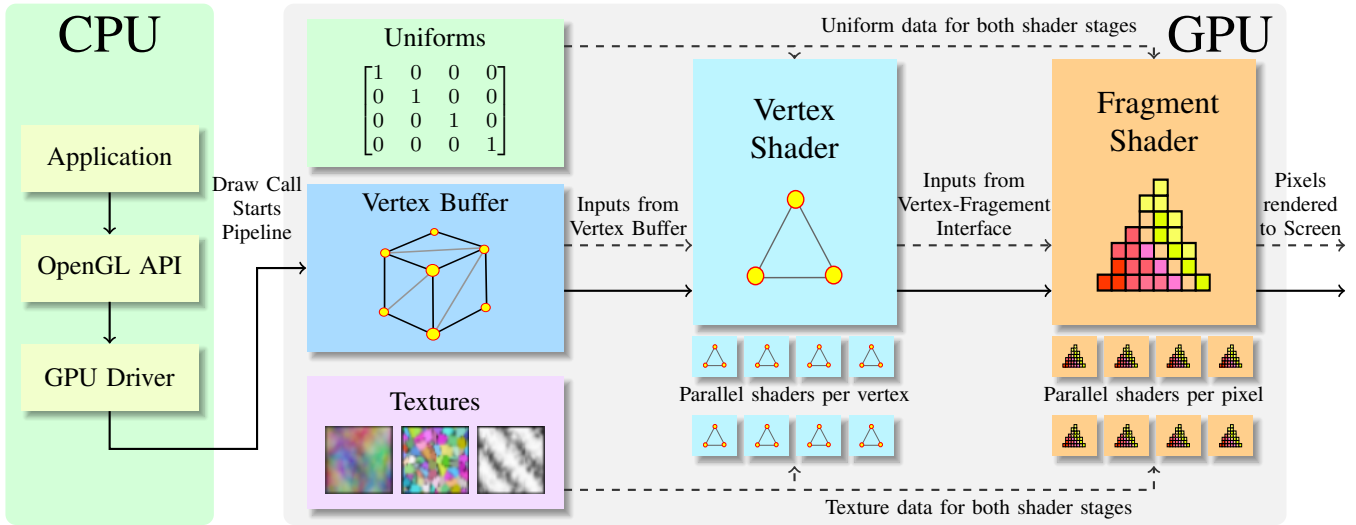 CPU
Application
OpenGL API
GPU Driver
Draw Call
Starts
Pipeline
GPU
Uniforms
1 0 0 0
0 1 0 0
0 0 1 0
0 0 0 1
Vertex Buffer
Textures
Uniform data for both shader stages
Inputs from
Vertex Buffer
Vertex
Shader
Parallel shaders per vertex
Inputs from
Vertex-Fragement
Interface
Fragment
Shader
Parallel shaders per pixel
Pixels
rendered
to Screen
Texture data for both shader stages